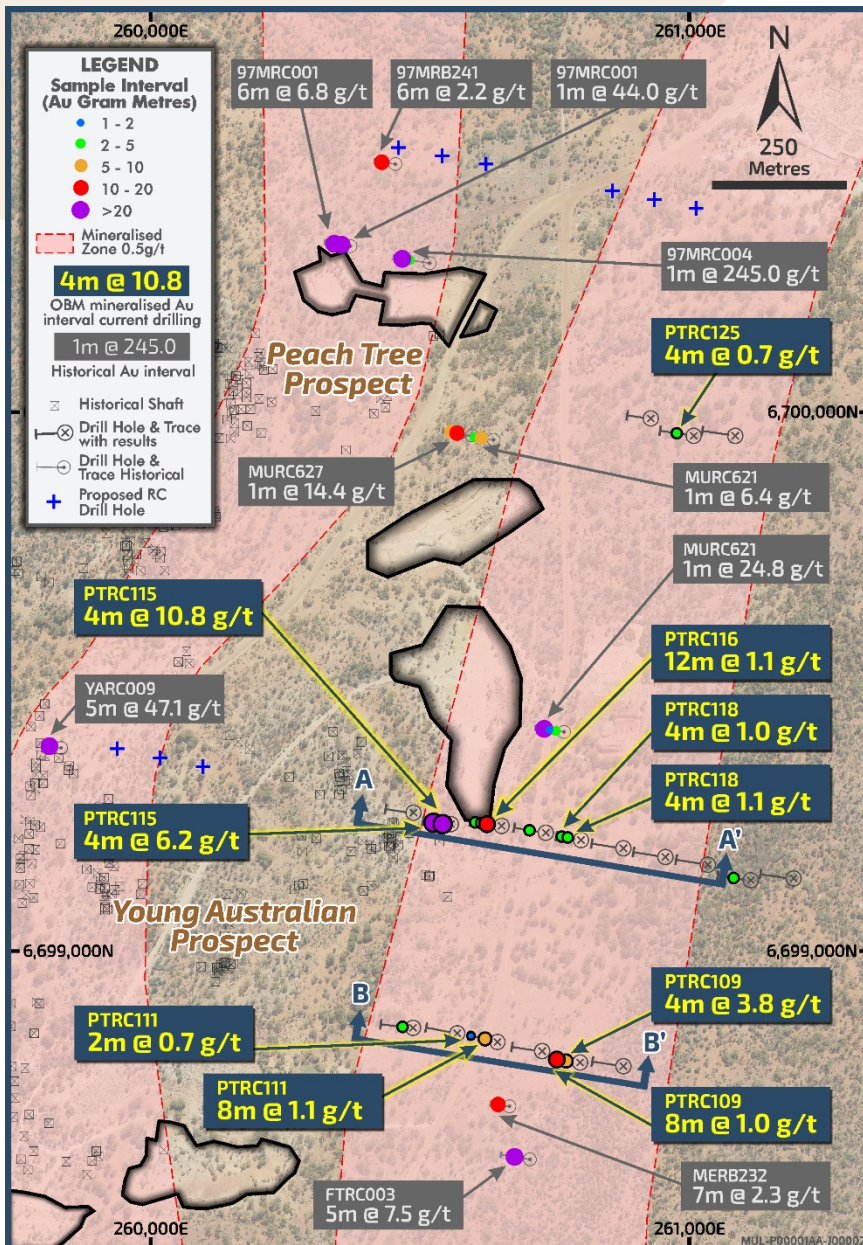 260,000E
261,000E
LEGEND
Sample Interval
(Au Gram Metres)
1 - 2
2 - 5
5 - 10
10 - 20
>20
Mineralised
Zone 0.5g/t
4m @ 10.8
OBM mineralised Au
interval current drilling
1m @ 245.0
Historical Au interval
Historical Shaft
Drill Hole & Trace
with results
Drill Hole &
Trace Historical
Proposed RC
Drill Hole
97MRC001
6m @ 6.8 g/t
97MRB241
6m @ 2.2 g/t
97MRC001
1m @ 44.0 g/t
N
250
Metres
97MRC004
1m @ 245.0 g/t
Peach Tree
Prospect
PTRC125
4m @ 0.7 g/t
6,700,000N
MURC627
1m @ 14.4 g/t
MURC621
1m @ 6.4 g/t
MURC621
1m @ 24.8 g/t
PTRC115
4m @ 10.8 g/t
PTRC116
12m @ 1.1 g/t
YARC009
5m @ 47.1 g/t
PTRC118
4m @ 1.0 g/t
PTRC118
4m @ 1.1 g/t
A
A'
PTRC115
4m @ 6.2 g/t
Young Australian
Prospect
6,699,000N
6,699,000N
B
B'
PTRC111
2m @ 0.7 g/t
PTRC109
4m @ 3.8 g/t
PTRC111
8m @ 1.1 g/t
PTRC109
8m @ 1.0 g/t
FTRC003
5m @ 7.5 g/t
MERB232
7m @ 2.3 g/t
260,000E
261,000E